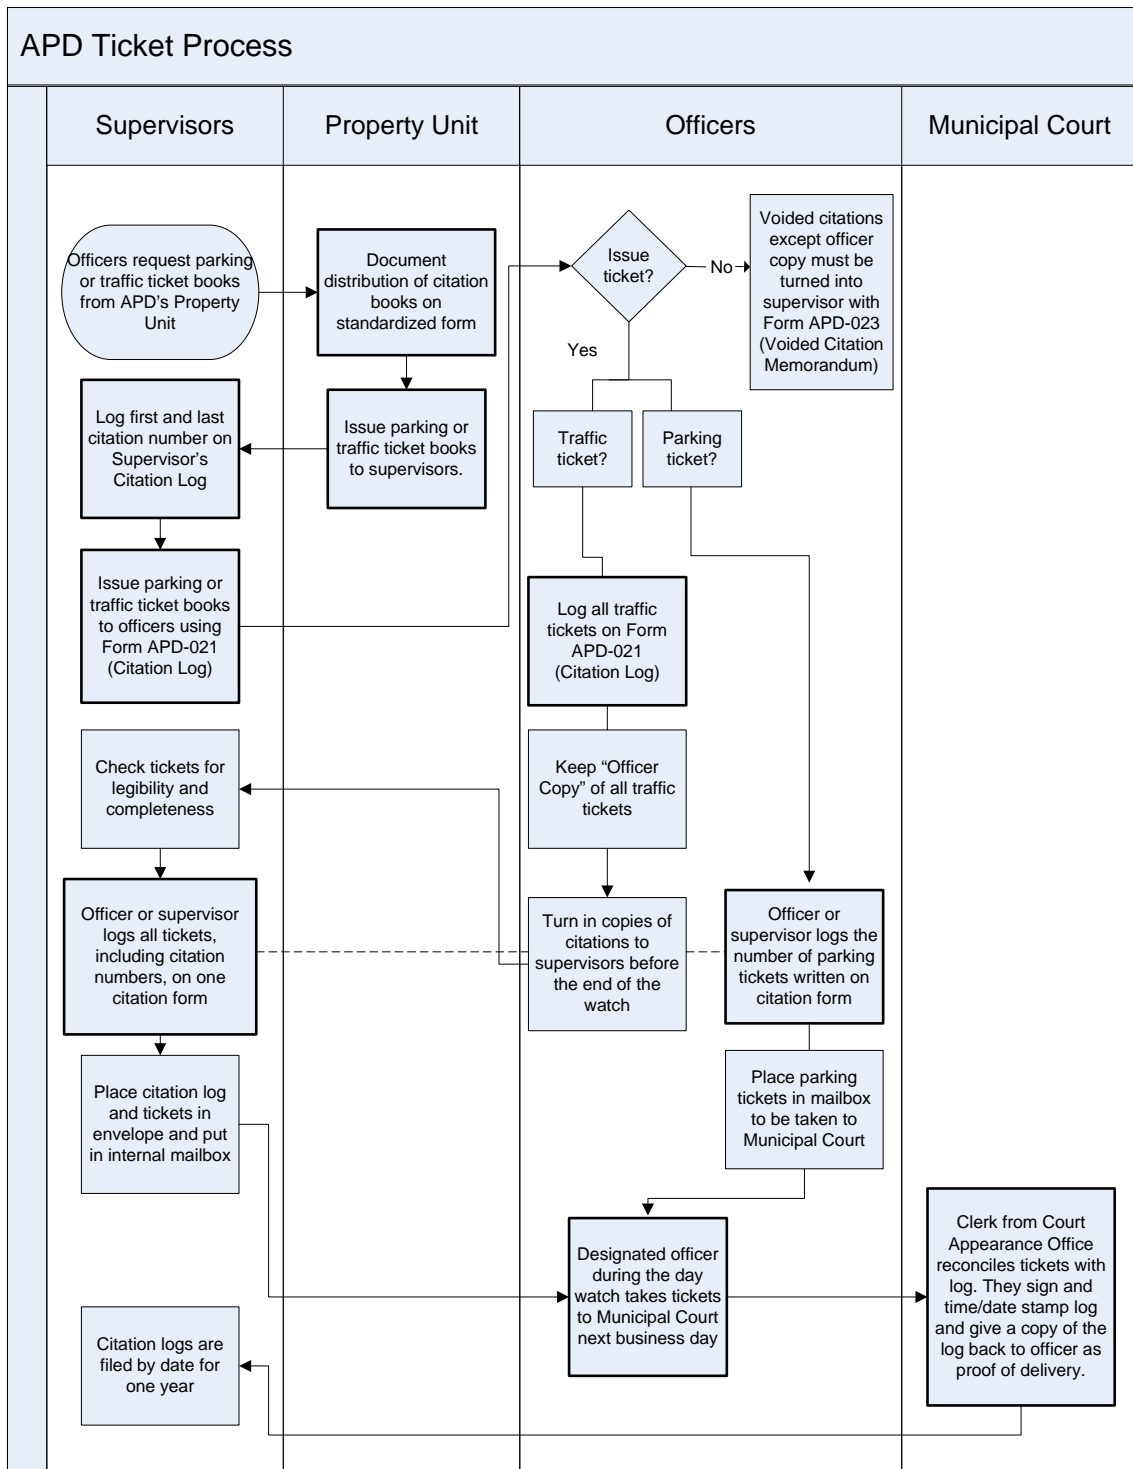 APD Ticket Process
Supervisors
Property Unit
Officers
Municipal Court
Officers request parking
or traffic ticket books
from APD's Property
Unit
Document
distribution of citation
books on
standardized form
Issue
ticket?
No
Voided citations
except officer
copy must be
turned into
supervisor with
Form APD-023
(Voided Citation
Memorandum)
Yes
Log first and last
citation number on
Supervisor's
Citation Log
Issue parking or
traffic ticket books
to supervisors.
Traffic
ticket?
Parking
ticket?
Issue parking or
traffic ticket books
to officers using
Form APD-021
(Citation Log)
Log all traffic
tickets on Form
APD-021
(Citation Log)
Check tickets for
legibility and
completeness
Keep “Officer
Copy” of all traffic
tickets
Officer or supervisor
logs all tickets,
including citation
numbers, on one
citation form
Turn in copies of
citations to
supervisors before
the end of the
watch
Officer or
supervisor logs the
number of parking
tickets written on
citation form
Place citation log
and tickets in
envelope and put
in internal mailbox
Place parking
tickets in mailbox
to be taken to
Municipal Court
Designated officer
during the day
watch takes tickets
to Municipal Court
next business day
Clerk from Court
Appearance Office
reconciles tickets with
log. They sign and
time/date stamp log
and give a copy of the
log back to officer as
proof of delivery.
Citation logs are
filed by date for
one year